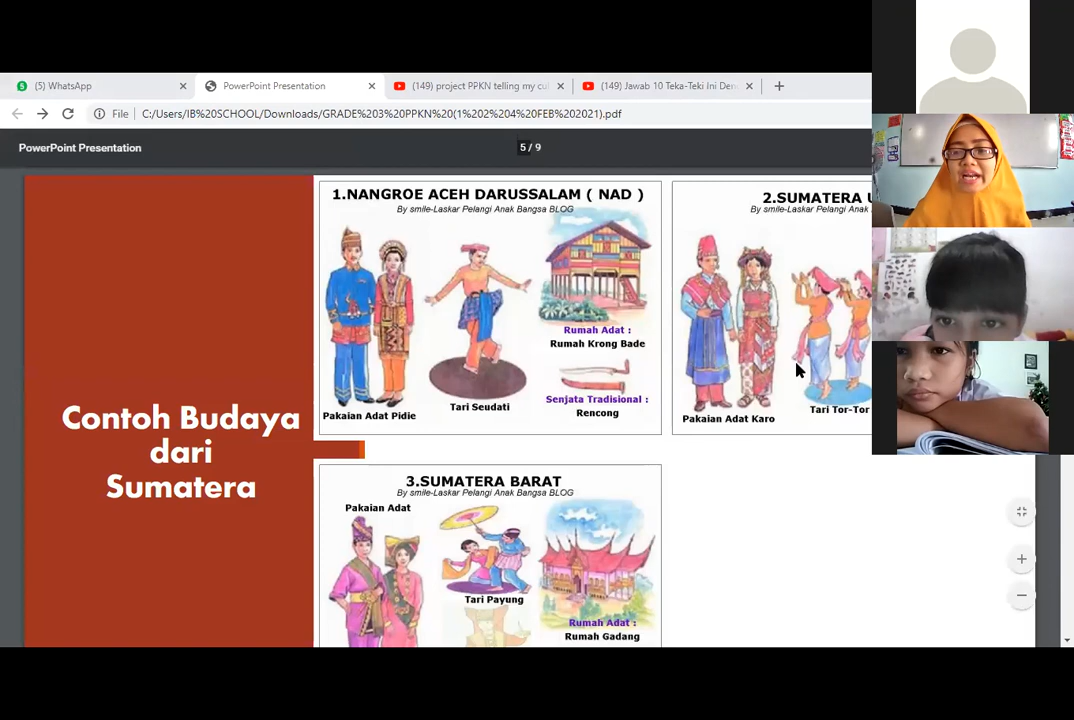 (5) WhatsApp
PowerPoint Presentation
(149) project PPKN telling my cu
(149) Jawab 10 Teka-Teki Ini Den
File
C:/Users/IB%20SCHOOL/Downloads/GRADE%203%20PPKN%20(1%202%204%20FEB%202021).pdf
PowerPoint Presentation
5 / 9
Contoh Budaya
dari
Sumatera
1.NANGROE ACEH DARUSSALAM ( NAD )
By smile-Laskar Pelangi Anak Bangsa BLOG
Rumah Adat :
Rumah Krong Bade
Senjata Tradisional :
Rencong
Tari Seudati
Pakaian Adat Pidie
2.SUMATERA U
By smile-Laskar Pelangi Anak
Pakaian Adat Karo
Tari Tor-Tor
3.SUMATERA BARAT
By smile-Laskar Pelangi Anak Bangsa BLOG
Pakaian Adat
Tari Payung
Rumah Adat :
Rumah Gadang